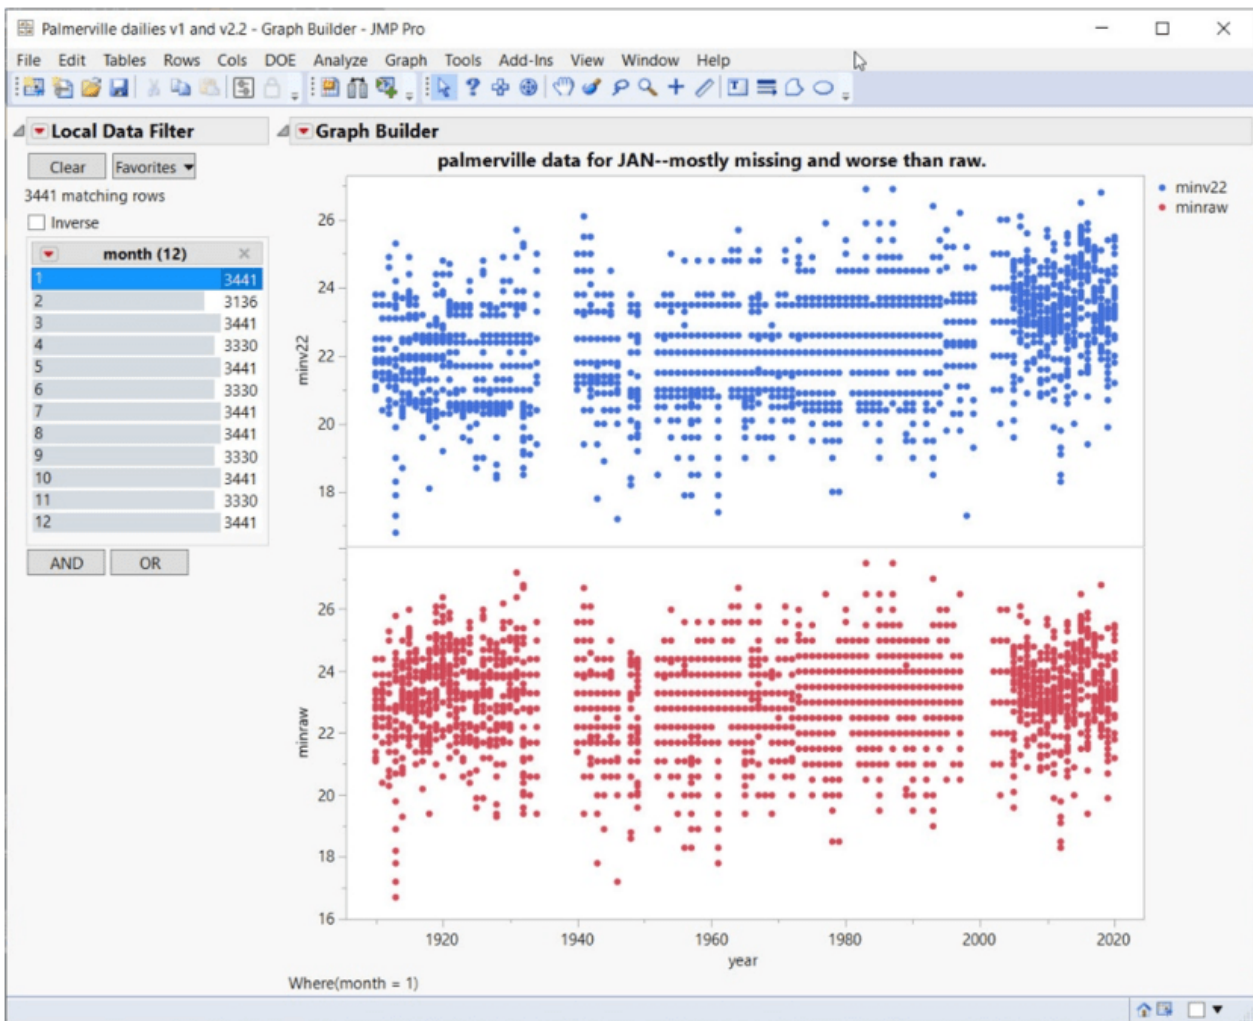 Palmerville dailies v1 and v2.2 - Graph Builder - JMP Pro
File Edit Tables Rows Cols DOE Analyze Graph Tools Add-Ins View Window Help
Local Data Filter
Clear Favorites
3441 matching rows
Inverse
month (12)
1 3441
2 3136
3 3441
4 3330
5 3441
6 3330
7 3441
8 3441
9 3330
10 3441
11 3330
12 3441
AND OR
Graph Builder
palmerville data for JAN--mostly missing and worse than raw.
minv22
26
24
22
20
18
minraw
26
24
22
20
18
16
1920 1940 1960 1980 2000 2020
year
Where(month = 1)
minv22
minraw